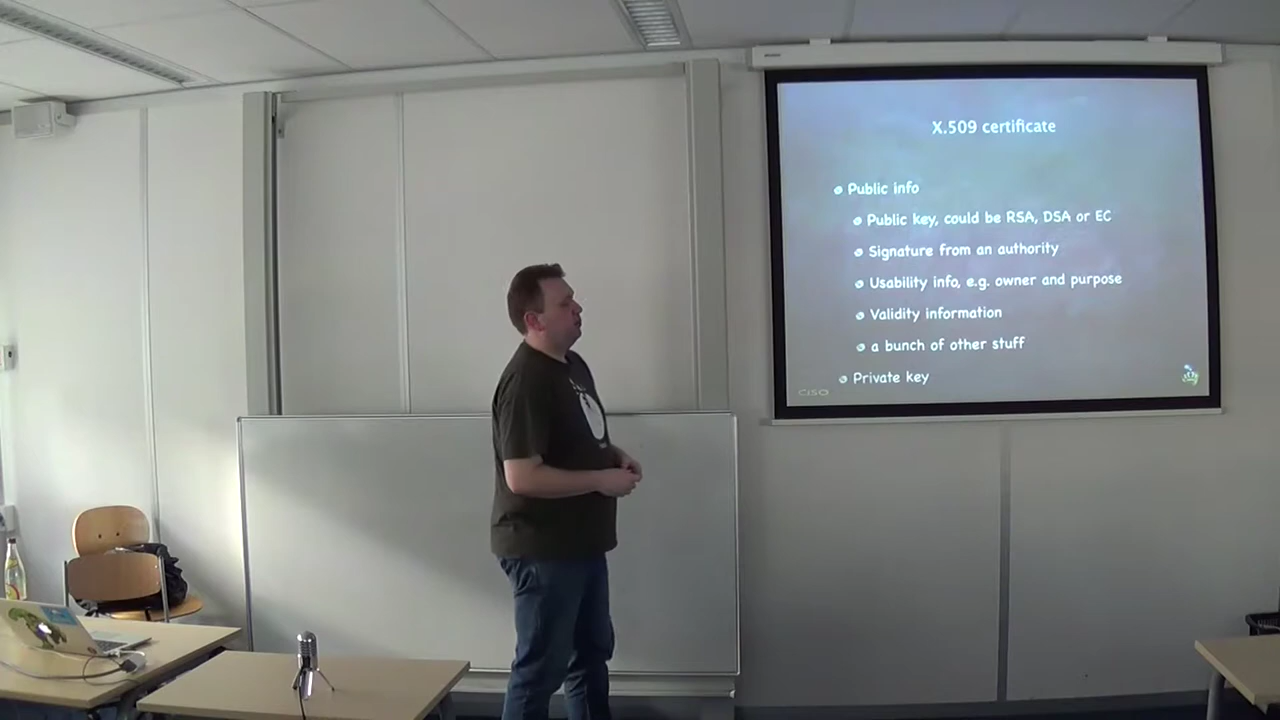 X.509 certificate
Public info
Public key, could be RSA, DSA or EC
Signature from an authority
Usability info, e.g. owner and purpose
Validity information
a bunch of other stuff
Private key
CISO